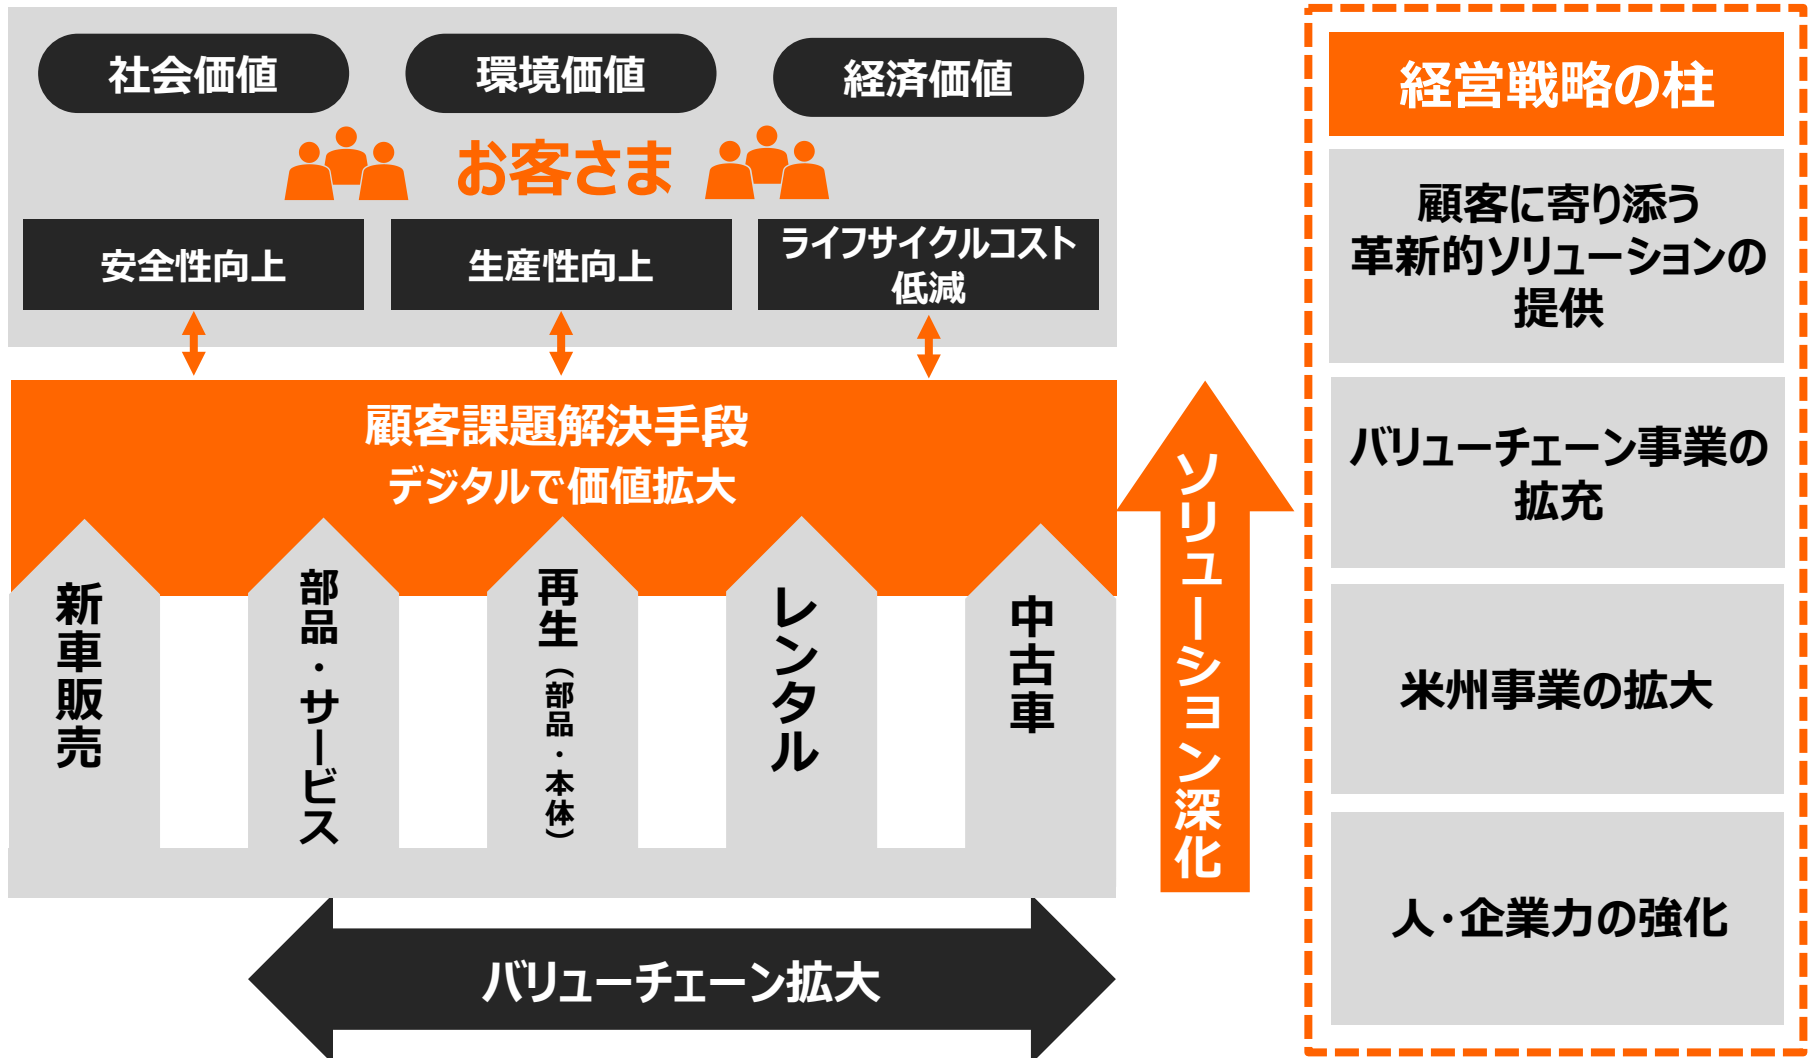 社会価値
環境価値
経済価値
お客さま
安全性向上
生産性向上
ライフサイクルコスト
低減
顧客課題解決手段
デジタルで価値拡大
新車販売
部品・サービス
再生（部品・本体）
レンタル
中古車
バリューチェーン拡大
ソリューション深化
経営戦略の柱
顧客に寄り添う
革新的ソリューションの
提供
バリューチェーン事業の
拡充
米州事業の拡大
人・企業力の強化